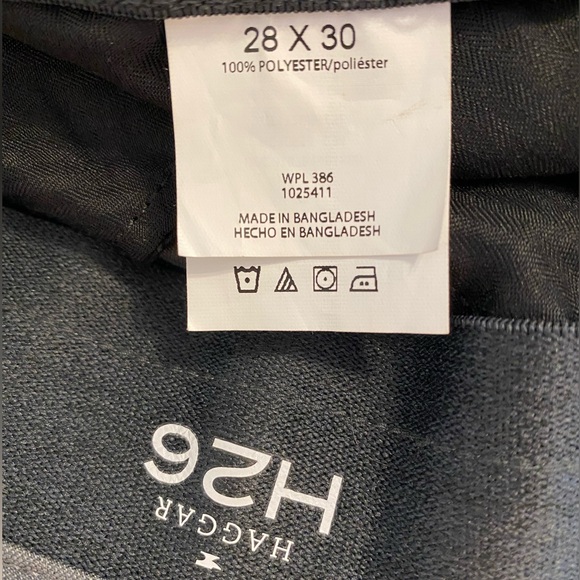 28 X 30
100% POLYESTER/poliéster
WPL 386
1025411
MADE IN BANGLADESH
HECHO EN BANGLADESH
HAGGAR
H26